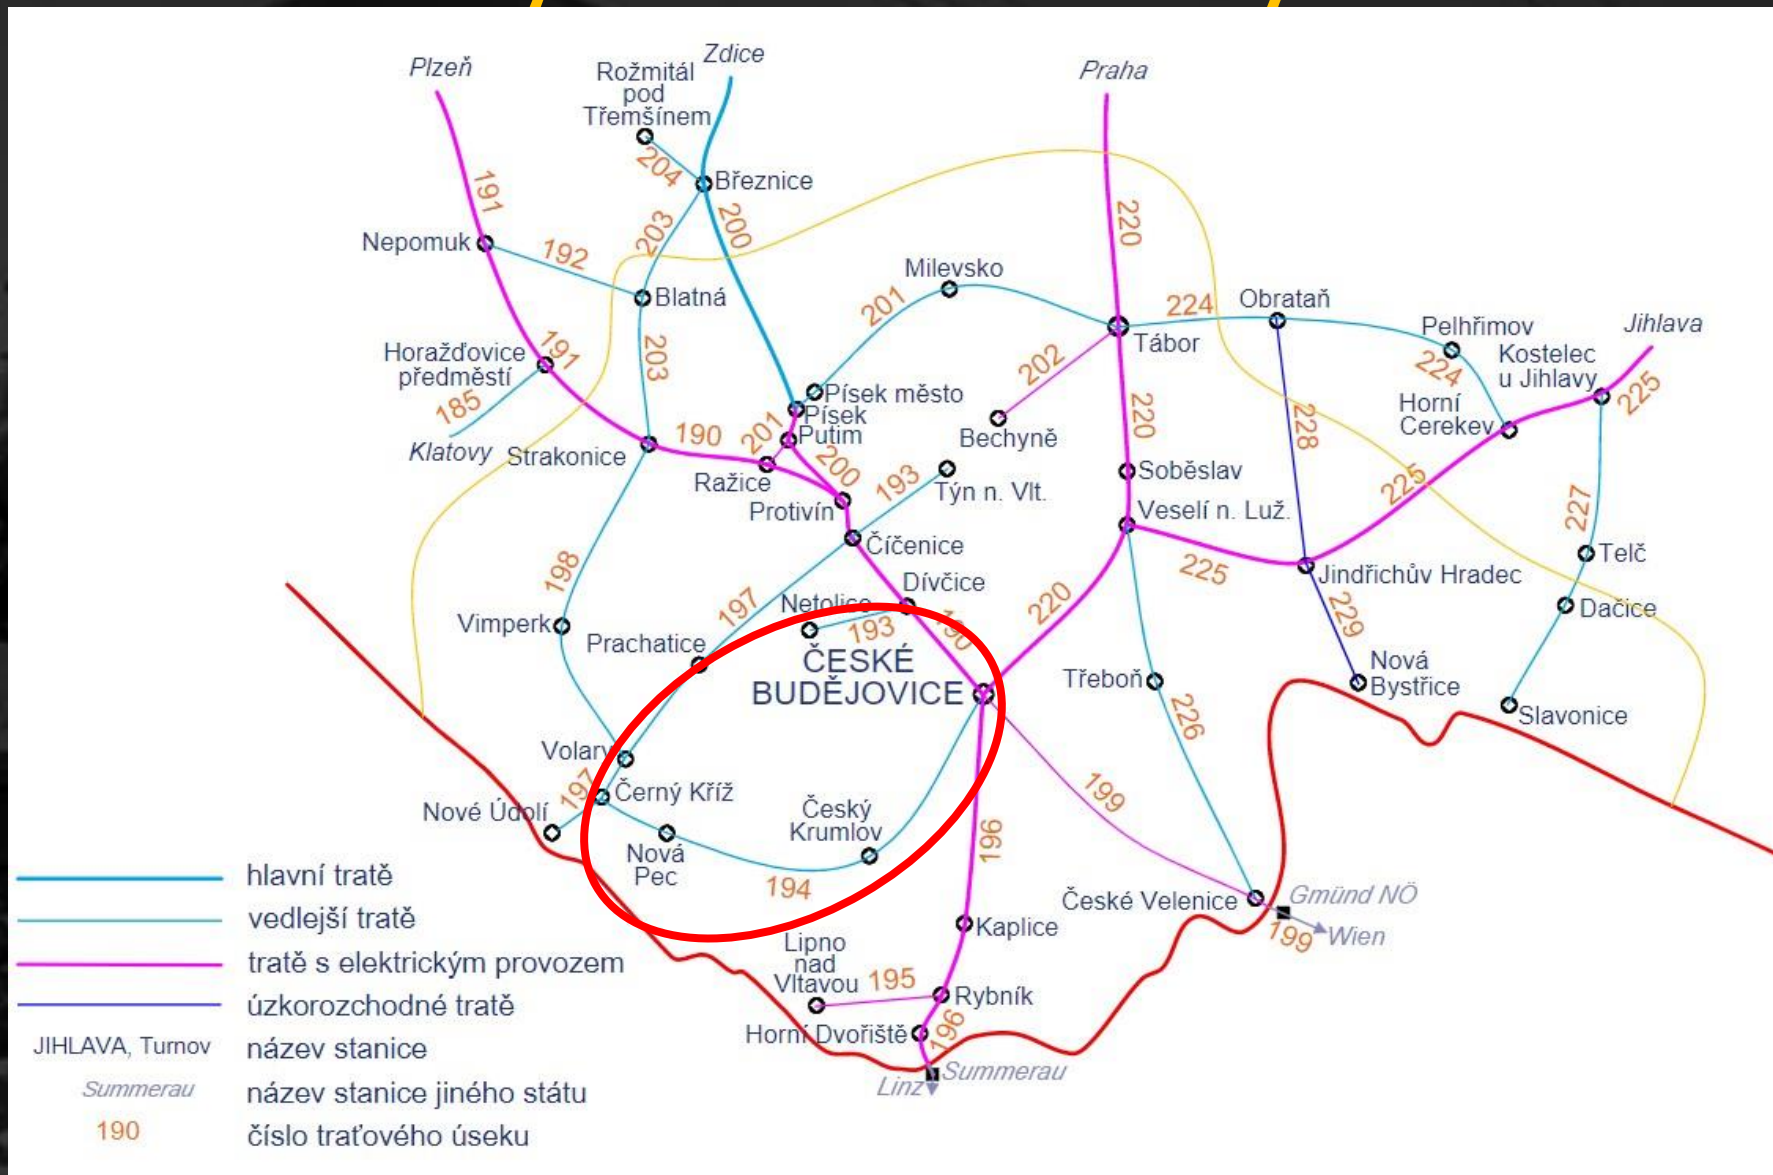 Plzeň
Zdice
Rožmitál
pod
Třemšínem
Praha
204
Březnice
191
203
200
220
Nepomuk
192
Milevsko
Blatná
201
224
Obrataň
Pelhřimov
Jihlava
Horažďovice
předměstí
191
203
202
Tábor
224
Kostelec
u Jihlavy
225
185
Písek město
Písek
Putim
Klatovy
Strakonice
190
201
200
Bechyně
220
228
Horní
Cerekev
Ražice
193
Týn n. Vlt.
Soběslav
225
227
Protivín
Veselí n. Luž.
Číčenice
225
Jindřichův Hradec
Telč
198
Dívčice
197
Netolice
193
190
220
229
Dačice
Vimperk
Prachatice
ČESKÉ
BUDĚJOVICE
Třeboň
Nová
Bystřice
226
Slavonice
Volary
197
Černý Kříž
Nové Údolí
Český
Krumlov
199
196
Nová
Pec
194
České Velenice
Gmünd NÖ
199
Wien
Kaplice
Lipno
nad
Vltavou
195
Rybník
Horní Dvořiště
196
Summerau
Linz
hlavní tratě
vedlejší tratě
tratě s elektrickým provozem
úzkorozchodné tratě
JIHLAVA, Turnov název stanice
Summerau název stanice jiného státu
190 číslo traťového úseku